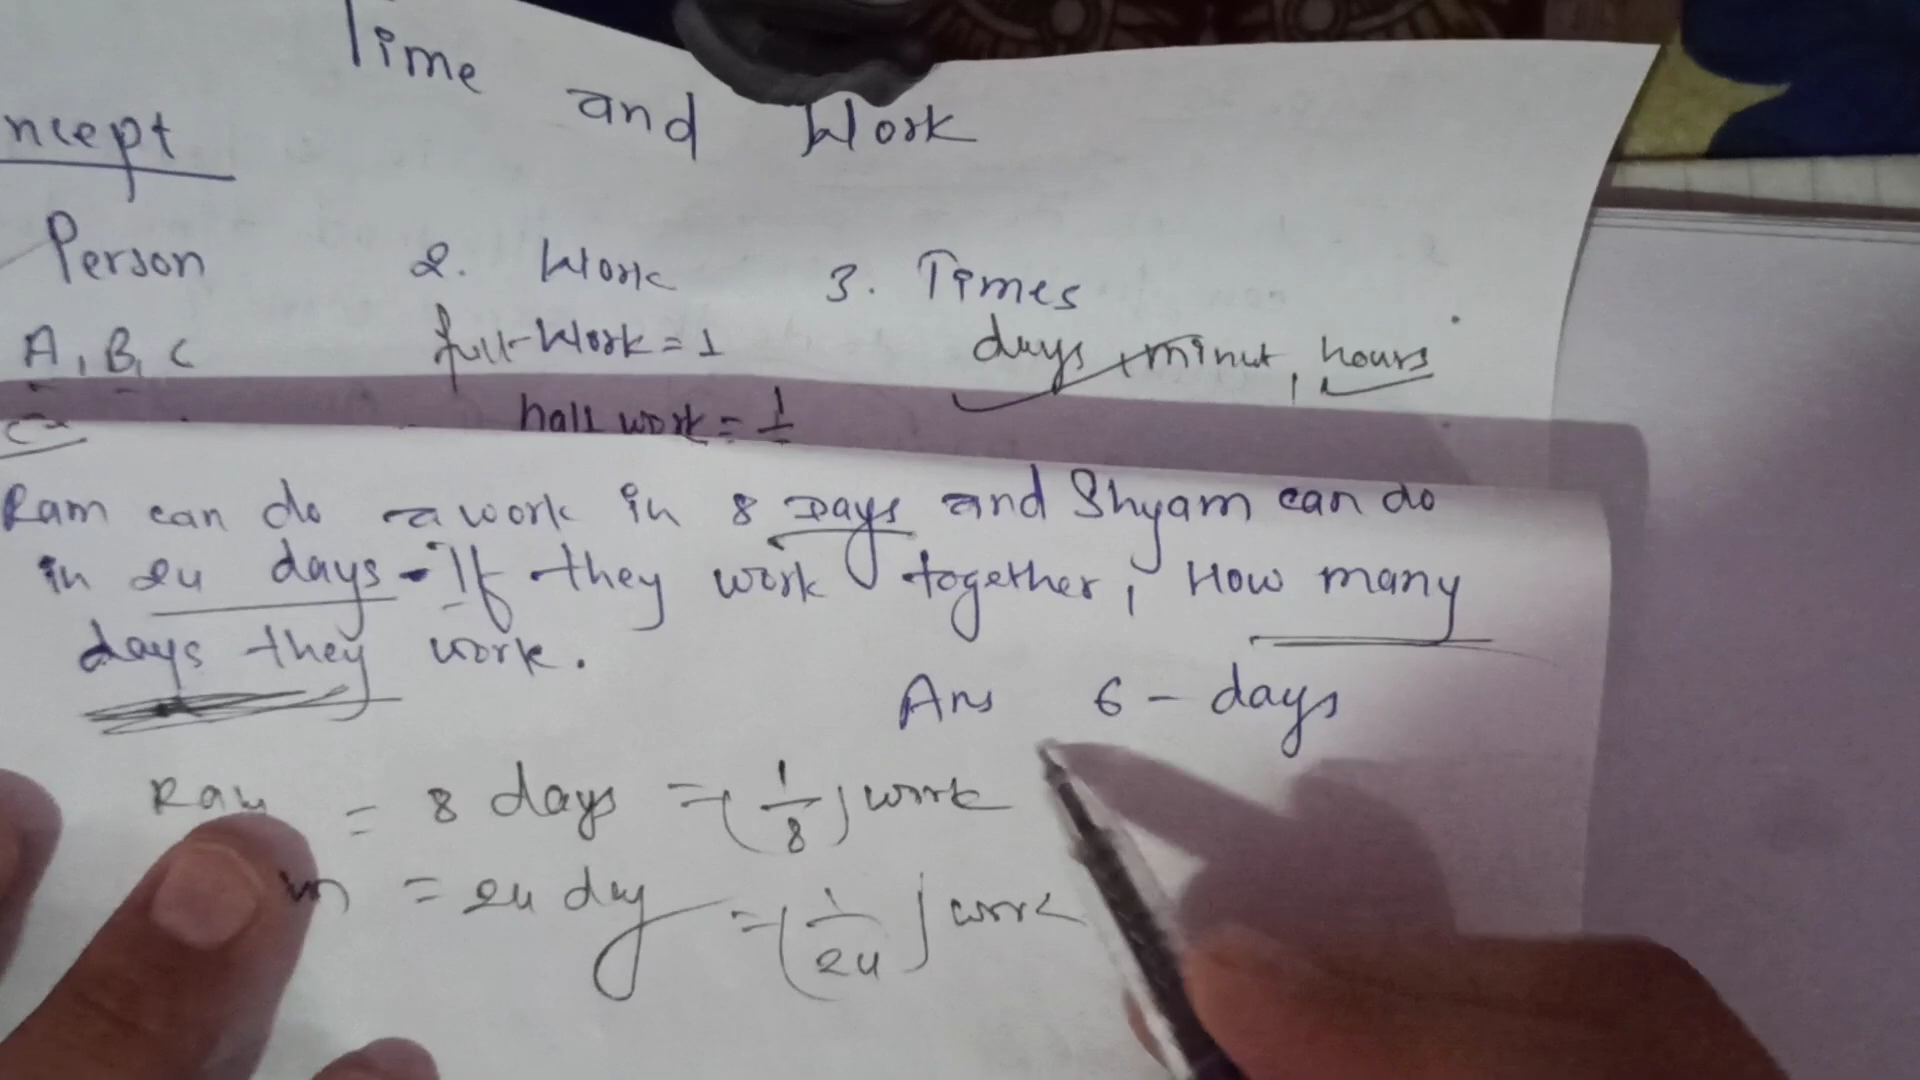 Time and Work
ncept
Person 2. Work 3. Times
A, B, C full Work = 1 days, minut, hours
half work = 1
Ram can do a work in 8 Days and Shyam can do
in 24 days. If they work together, How many
days they work.
Ans 6 - days
Ram = 8 days = (1/8) work
= 24 day = (1/24) work